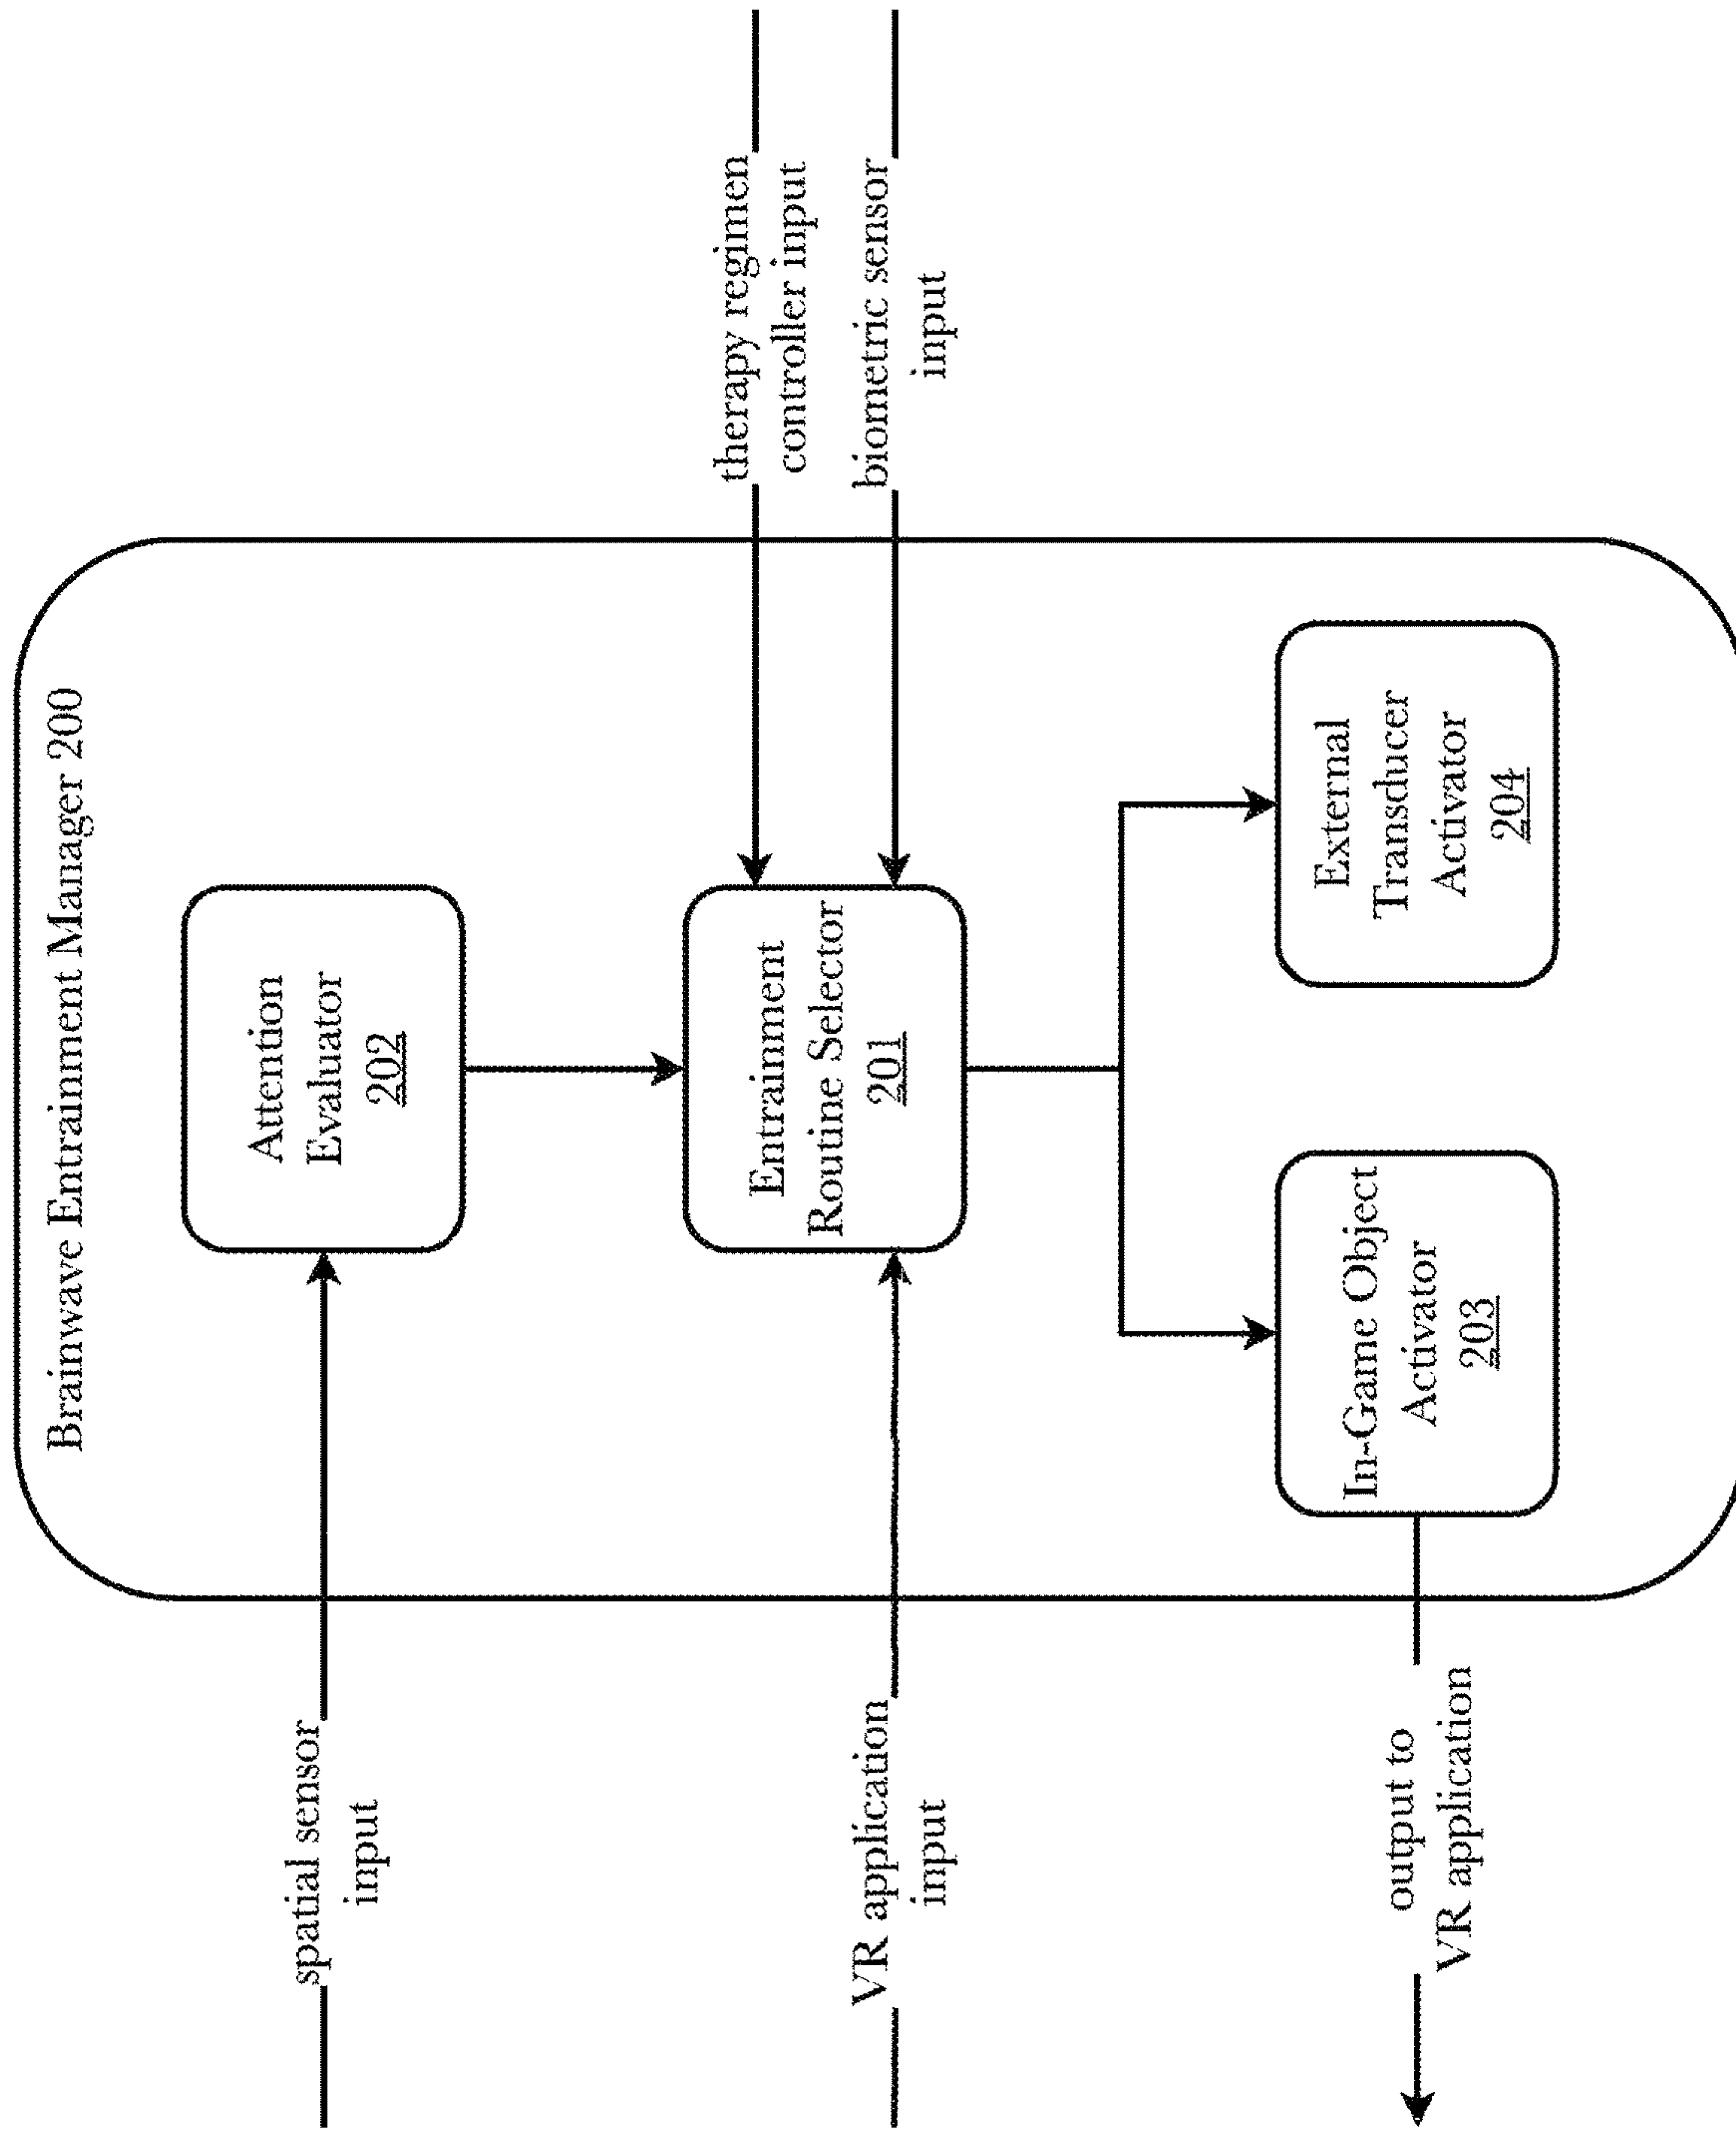 Brainwave Entrainment Manager 200
spatial sensor
input
Attention
Evaluator
202
therapy regimen
controller input
VR application
input
Entrainment
Routine Selector
201
biometric sensor
input
In-Game Object
Activator
203
External
Transducer
Activator
204
output to
VR application